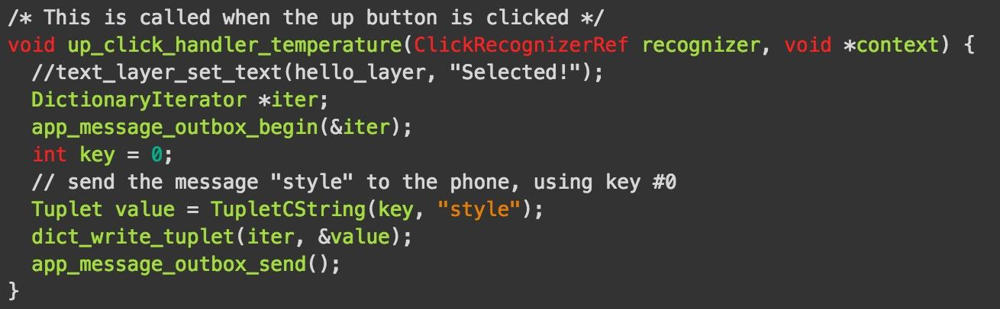 /* This is called when the up button is clicked */
void up_click_handler_temperature(ClickRecognizerRef recognizer, void *context) {
  //text_layer_set_text(hello_layer, "Selected!");
  DictionaryIterator *iter;
  app_message_outbox_begin(&iter);
  int key = 0;
  // send the message "style" to the phone, using key #0
  Tuplet value = TupletCString(key, "style");
  dict_write_tuplet(iter, &value);
  app_message_outbox_send();
}